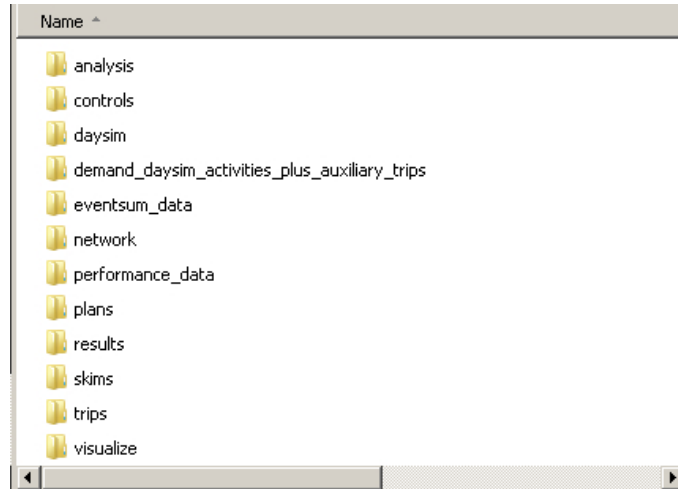 Name
analysis
controls
daysim
demand_daysim_activities_plus_auxiliary_trips
eventsum_data
network
performance_data
plans
results
skims
trips
visualize